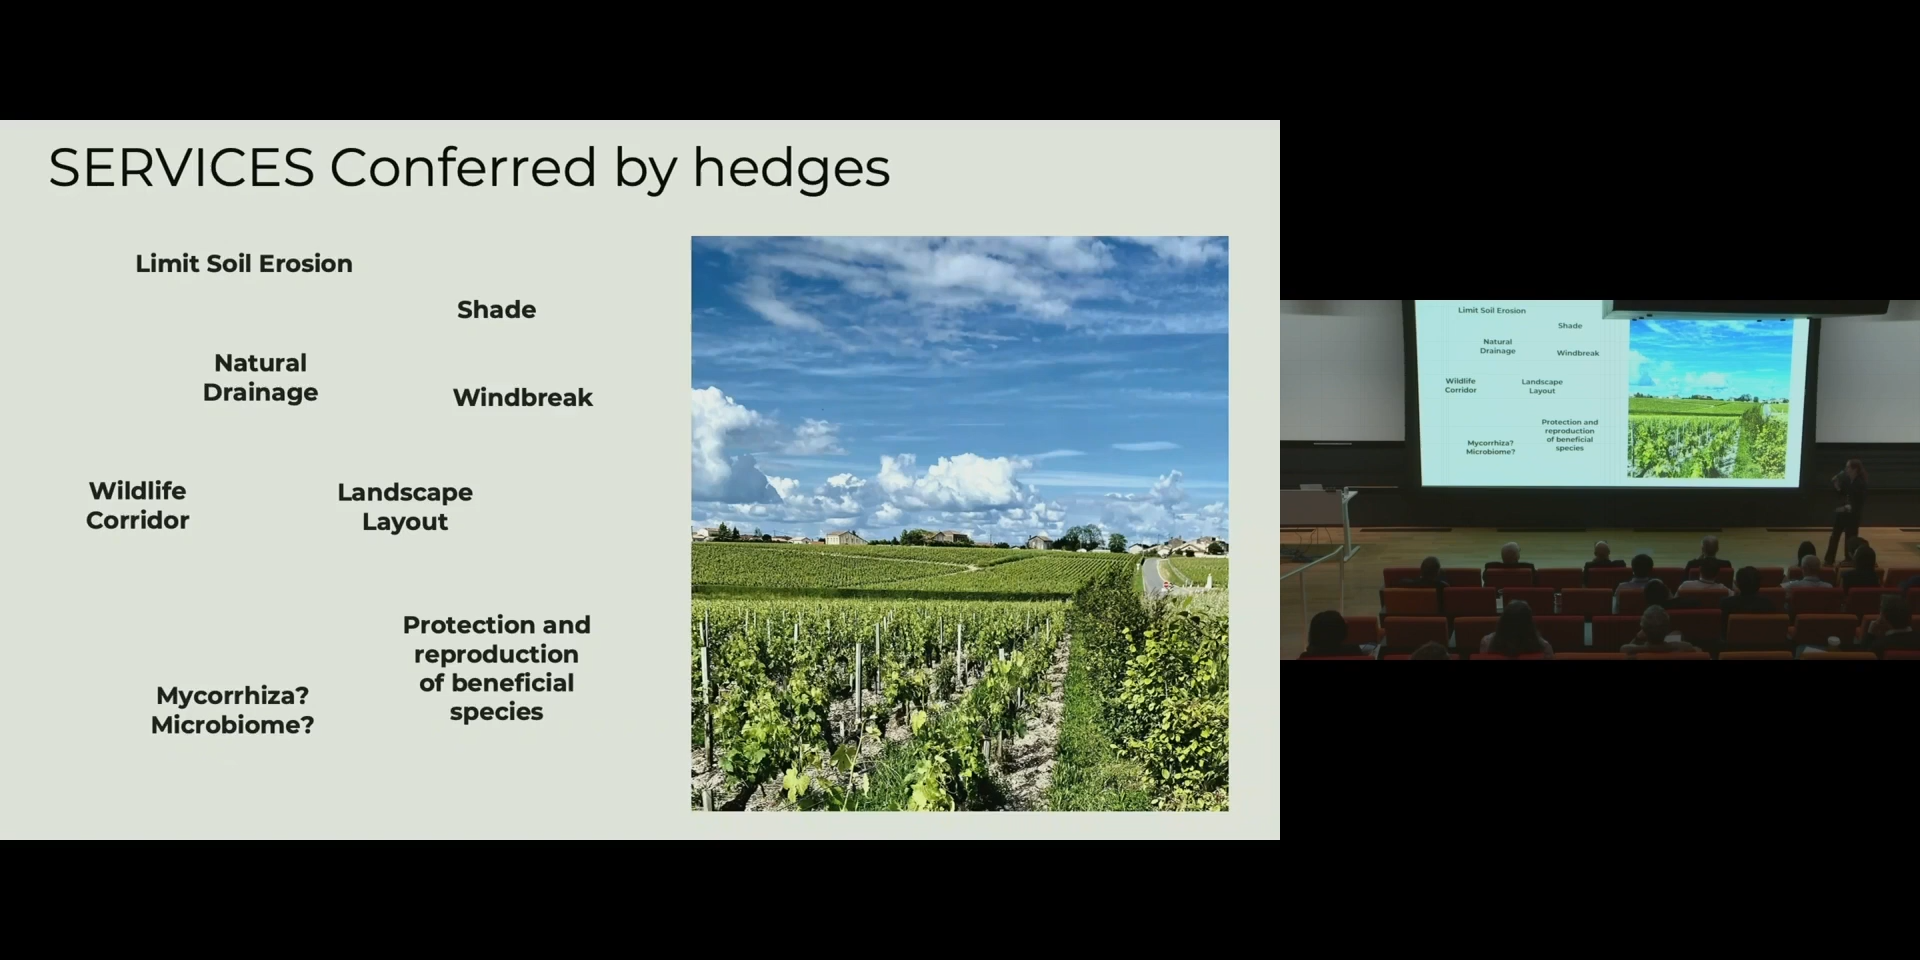 SERVICES Conferred by hedges
Limit Soil Erosion
Shade
Natural
Drainage
Windbreak
Wildlife
Corridor
Landscape
Layout
Protection and
reproduction
of beneficial
species
Mycorrhiza?
Microbiome?
Limit Soil Erosion
Shade
Natural
Drainage
Windbreak
Wildlife
Corridor
Landscape
Layout
Protection and
reproduction
of beneficial
species
Mycorrhiza?
Microbiome?